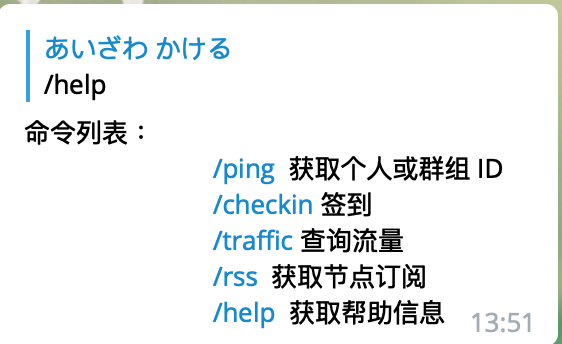 あいざわ かける
/help
命令列表：
/ping 获取个人或群组 ID
/checkin 签到
/traffic 查询流量
/rss 获取节点订阅
/help 获取帮助信息
13:51